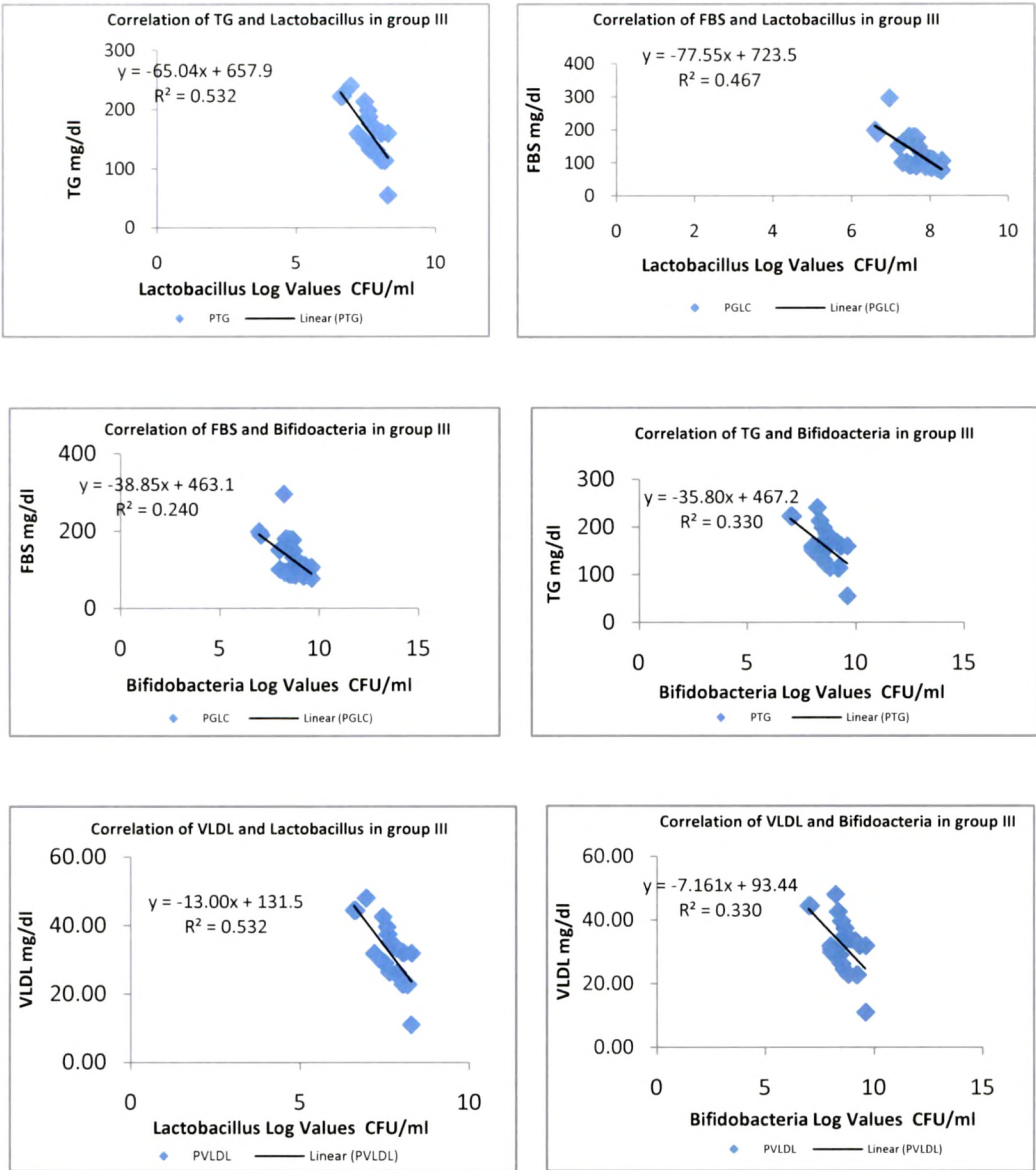 Correlation of TG and Lactobacillus in group III
300
200
100
0
y = -65.04x + 657.9
R² = 0.532
TG mg/dl
0 5 10
Lactobacillus Log Values CFU/ml
PTG Linear (PTG)
Correlation of FBS and Lactobacillus in group III
y = -77.55x + 723.5
R² = 0.467
400
300
200
100
0
FBS mg/dl
0 2 4 6 8 10
Lactobacillus Log Values CFU/ml
PGLC Linear (PGLC)
Correlation of FBS and Bifidoacteria in group III
400
200
0
y = -38.85x + 463.1
R² = 0.240
FBS mg/dl
0 5 10 15
Bifidobacteria Log Values CFU/ml
PGLC Linear (PGLC)
Correlation of TG and Bifidoacteria in group III
300
200
100
0
y = -35.80x + 467.2
R² = 0.330
TG mg/dl
0 5 10 15
Bifidobacteria Log Values CFU/ml
PTG Linear (PTG)
Correlation of VLDL and Lactobacillus in group III
60.00
40.00
20.00
0.00
y = -13.00x + 131.5
R² = 0.532
VLDL mg/dl
0 5 10
Lactobacillus Log Values CFU/ml
PVLDL Linear (PVLDL)
Correlation of VLDL and Bifidoacteria in group III
60.00
40.00
20.00
0.00
y = -7.161x + 93.44
R² = 0.330
VLDL mg/dl
0 5 10 15
Bifidobacteria Log Values CFU/ml
PVLDL Linear (PVLDL)